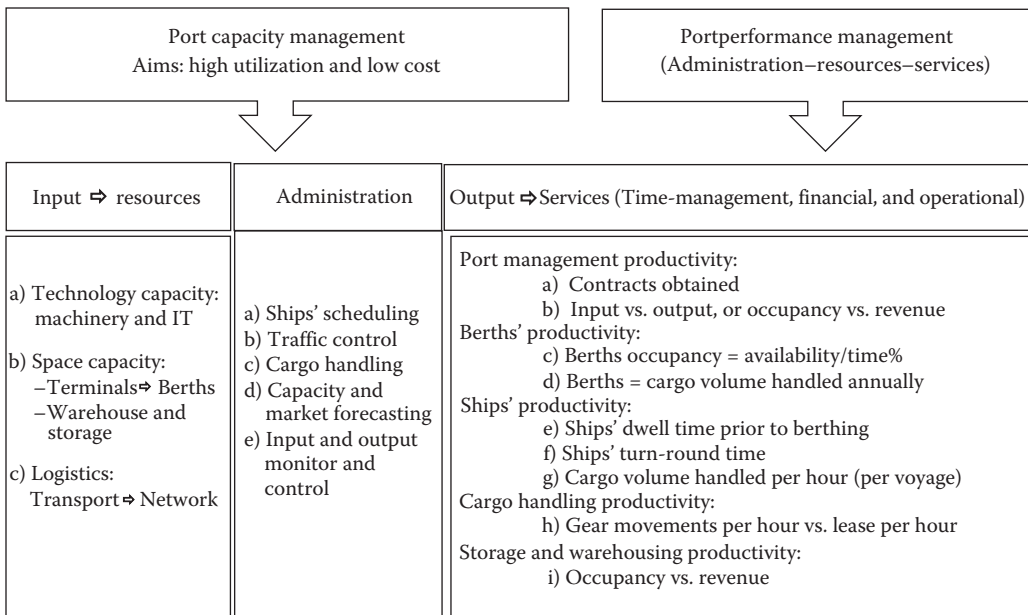 Port capacity management
Aims: high utilization and low cost
Portperformance management
(Administration–resources–services)
Input ⇒ resources
Administration
Output ⇒ Services (Time-management, financial, and operational)
a) Technology capacity:
machinery and IT
b) Space capacity:
–Terminals ⇒ Berths
–Warehouse and
storage
c) Logistics:
Transport ⇒ Network
a) Ships' scheduling
b) Traffic control
c) Cargo handling
d) Capacity and
market forecasting
e) Input and output
monitor and
control
Port management productivity:
a) Contracts obtained
b) Input vs. output, or occupancy vs. revenue
Berths' productivity:
c) Berths occupancy = availability/time%
d) Berths = cargo volume handled annually
Ships' productivity:
e) Ships' dwell time prior to berthing
f) Ships' turn-round time
g) Cargo volume handled per hour (per voyage)
Cargo handling productivity:
h) Gear movements per hour vs. lease per hour
Storage and warehousing productivity:
i) Occupancy vs. revenue